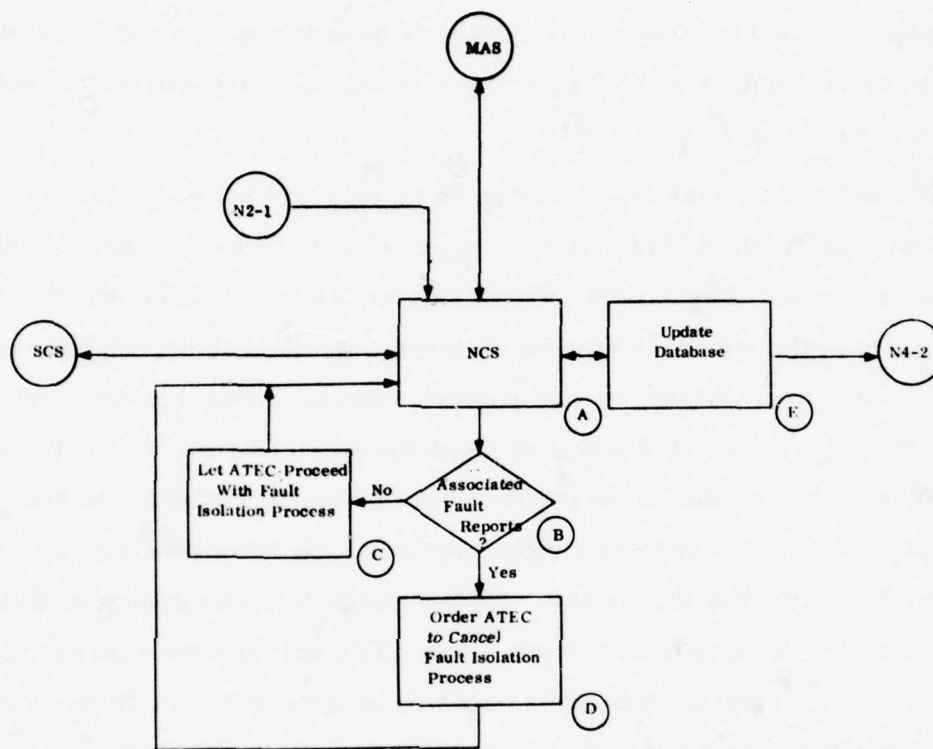 MAS
N2-1
SCS
NCS
Update
Database
N4-2
A
E
Let ATEC Proceed
With Fault
Isolation Process
No
Associated
Fault
Reports
?
B
C
Yes
Order ATEC
to Cancel
Fault Isolation
Process
D